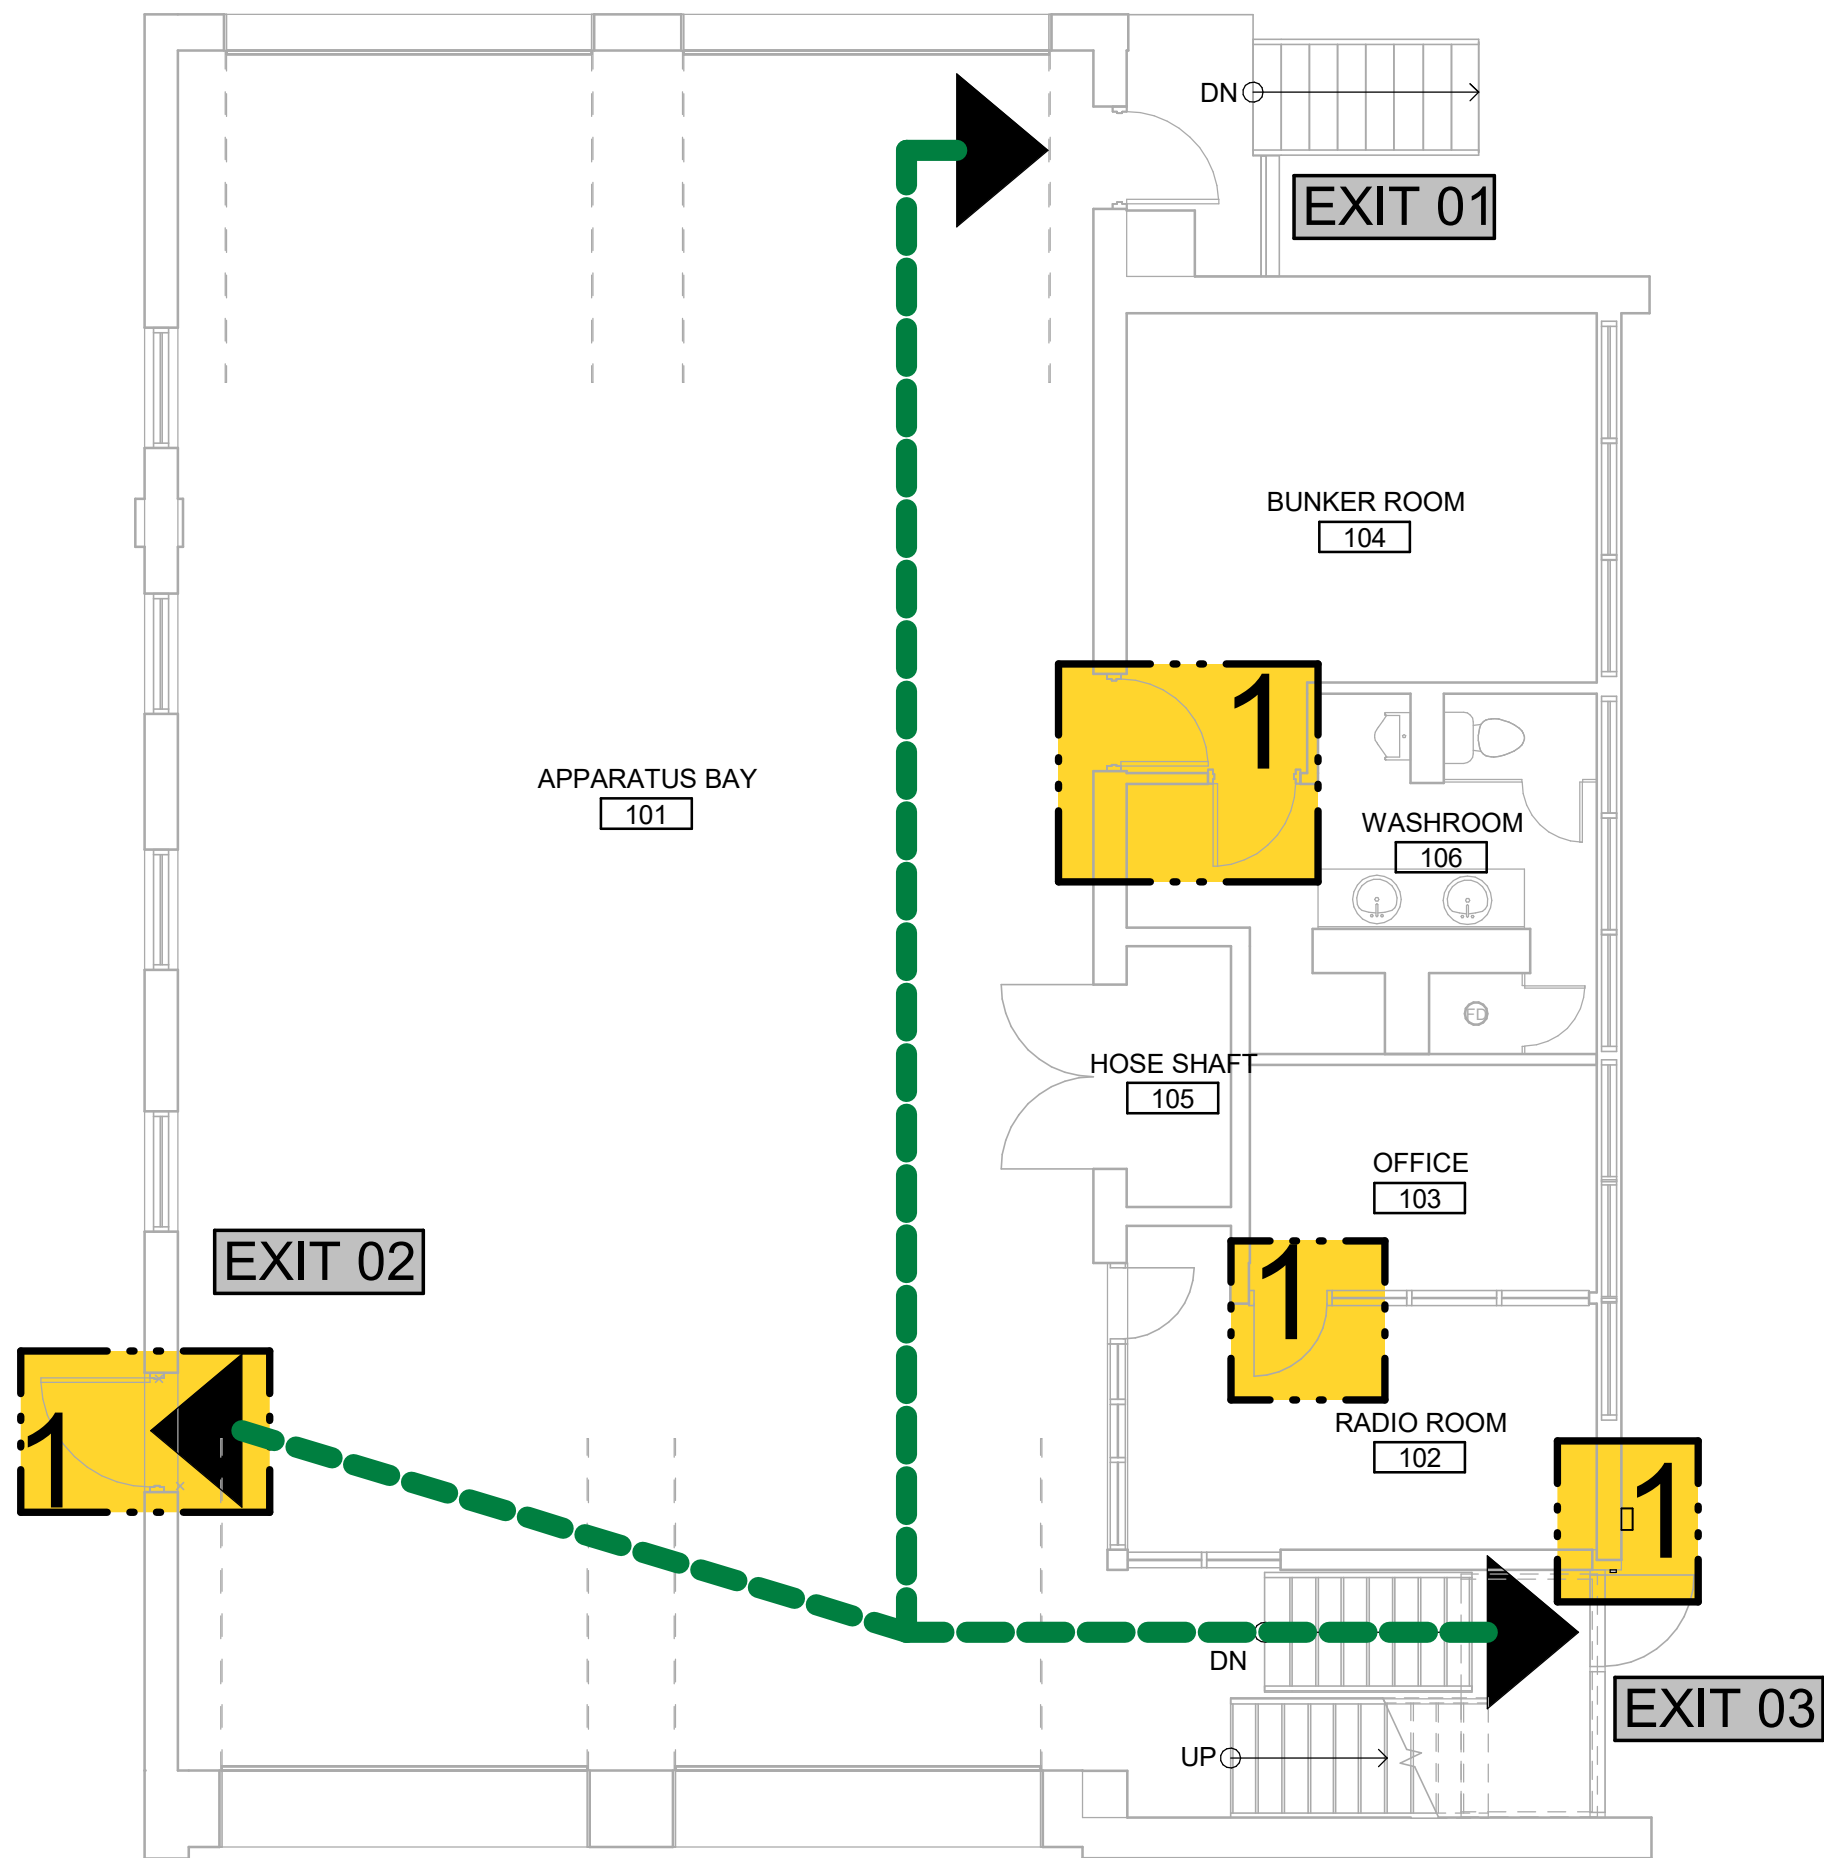 DN
EXIT 01
BUNKER ROOM
104
1
APPARATUS BAY
101
WASHROOM
106
FD
HOSE SHAFT
105
OFFICE
103
EXIT 02
1
1
RADIO ROOM
102
1
DN
EXIT 03
UP